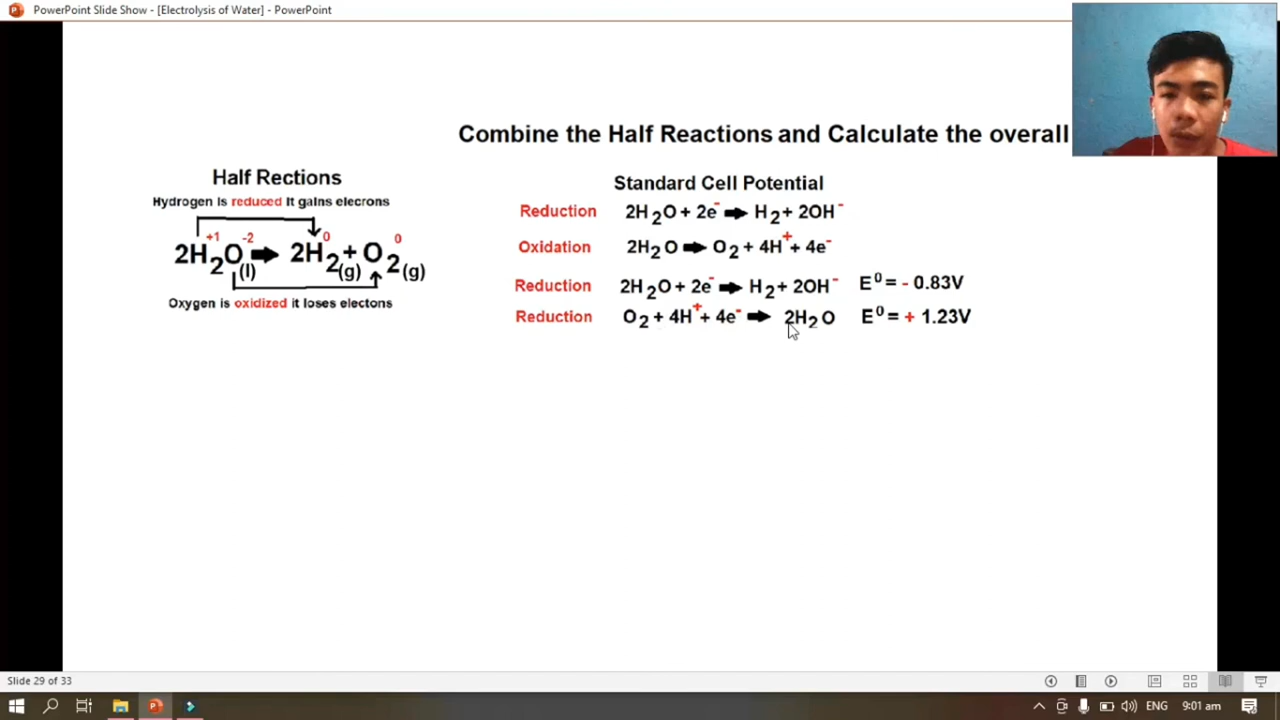 PowerPoint Slide Show - [Electrolysis of Water] - PowerPoint
Combine the Half Reactions and Calculate the overall
Half Rections
Hydrogen is reduced it gains elecrons
+1 -2 0 0
2H2O(l) → 2H2(g) + O2(g)
Oxygen is oxidized it loses electons
Standard Cell Potential
Reduction 2H2O + 2e- → H2 + 2OH-
Oxidation 2H2O → O2 + 4H+ + 4e-
Reduction 2H2O + 2e- → H2 + 2OH- E0 = - 0.83V
Reduction O2 + 4H+ + 4e- → 2H2O E0 = + 1.23V
Slide 29 of 33
ENG 9:01 am